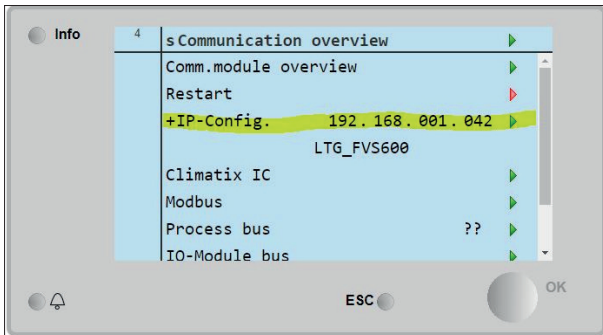 Info
4
sCommunication overview
Comm.module overview
Restart
+IP-Config. 192.168.001.042
LTG_FVS600
Climatix IC
Modbus
Process bus ??
IO-Module bus
ESC
OK